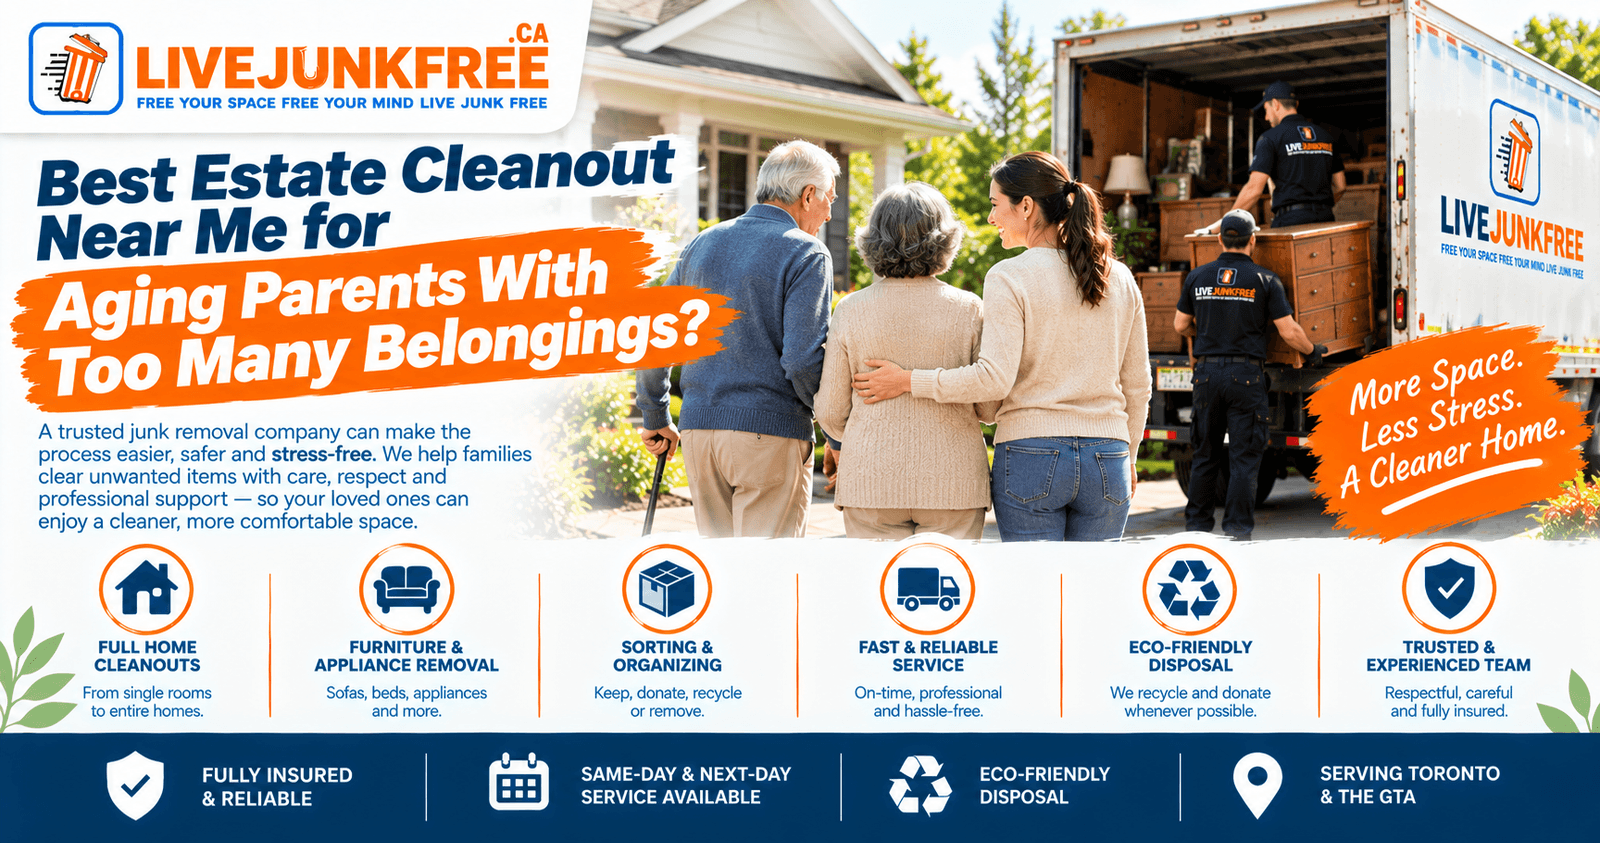 .CA
LIVEJUNKFREE
FREE YOUR SPACE FREE YOUR MIND LIVE JUNK FREE
Best Estate Cleanout
Near Me for
Aging Parents With
Too Many Belongings?
A trusted junk removal company can make the
process easier, safer and stress-free. We help families
clear unwanted items with care, respect and
professional support — so your loved ones can
enjoy a cleaner, more comfortable space.
LIVEJUNKFREE
LIVEJUNKFREE
LIVEJUNKFREE
FREE YOUR SPACE FREE YOUR MIND LIVE JUNK FREE
More Space.
Less Stress.
A Cleaner Home.
FULL HOME
CLEANOUTS
From single rooms
to entire homes.
FURNITURE &
APPLIANCE REMOVAL
Sofas, beds, appliances
and more.
SORTING &
ORGANIZING
Keep, donate, recycle
or remove.
FAST & RELIABLE
SERVICE
On-time, professional
and hassle-free.
ECO-FRIENDLY
DISPOSAL
We recycle and donate
whenever possible.
TRUSTED &
EXPERIENCED TEAM
Respectful, careful
and fully insured.
FULLY INSURED
& RELIABLE
SAME-DAY & NEXT-DAY
SERVICE AVAILABLE
ECO-FRIENDLY
DISPOSAL
SERVING TORONTO
& THE GTA